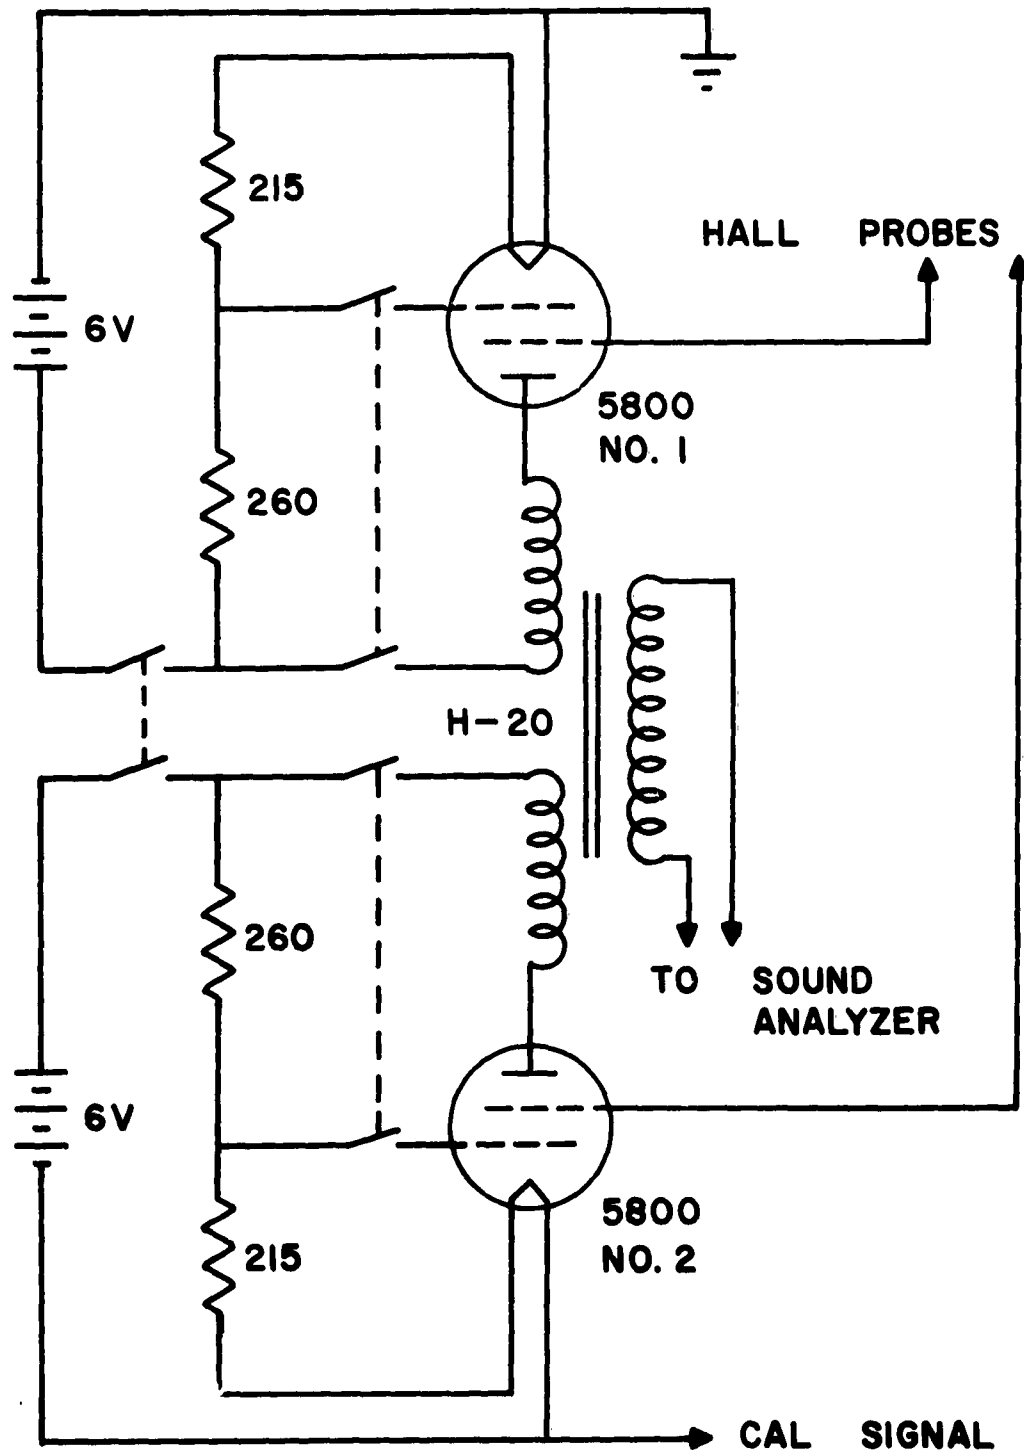 215
HALL PROBES
6V
5800
NO. 1
260
H-20
260
TO SOUND
ANALYZER
6V
5800
NO. 2
215
CAL SIGNAL